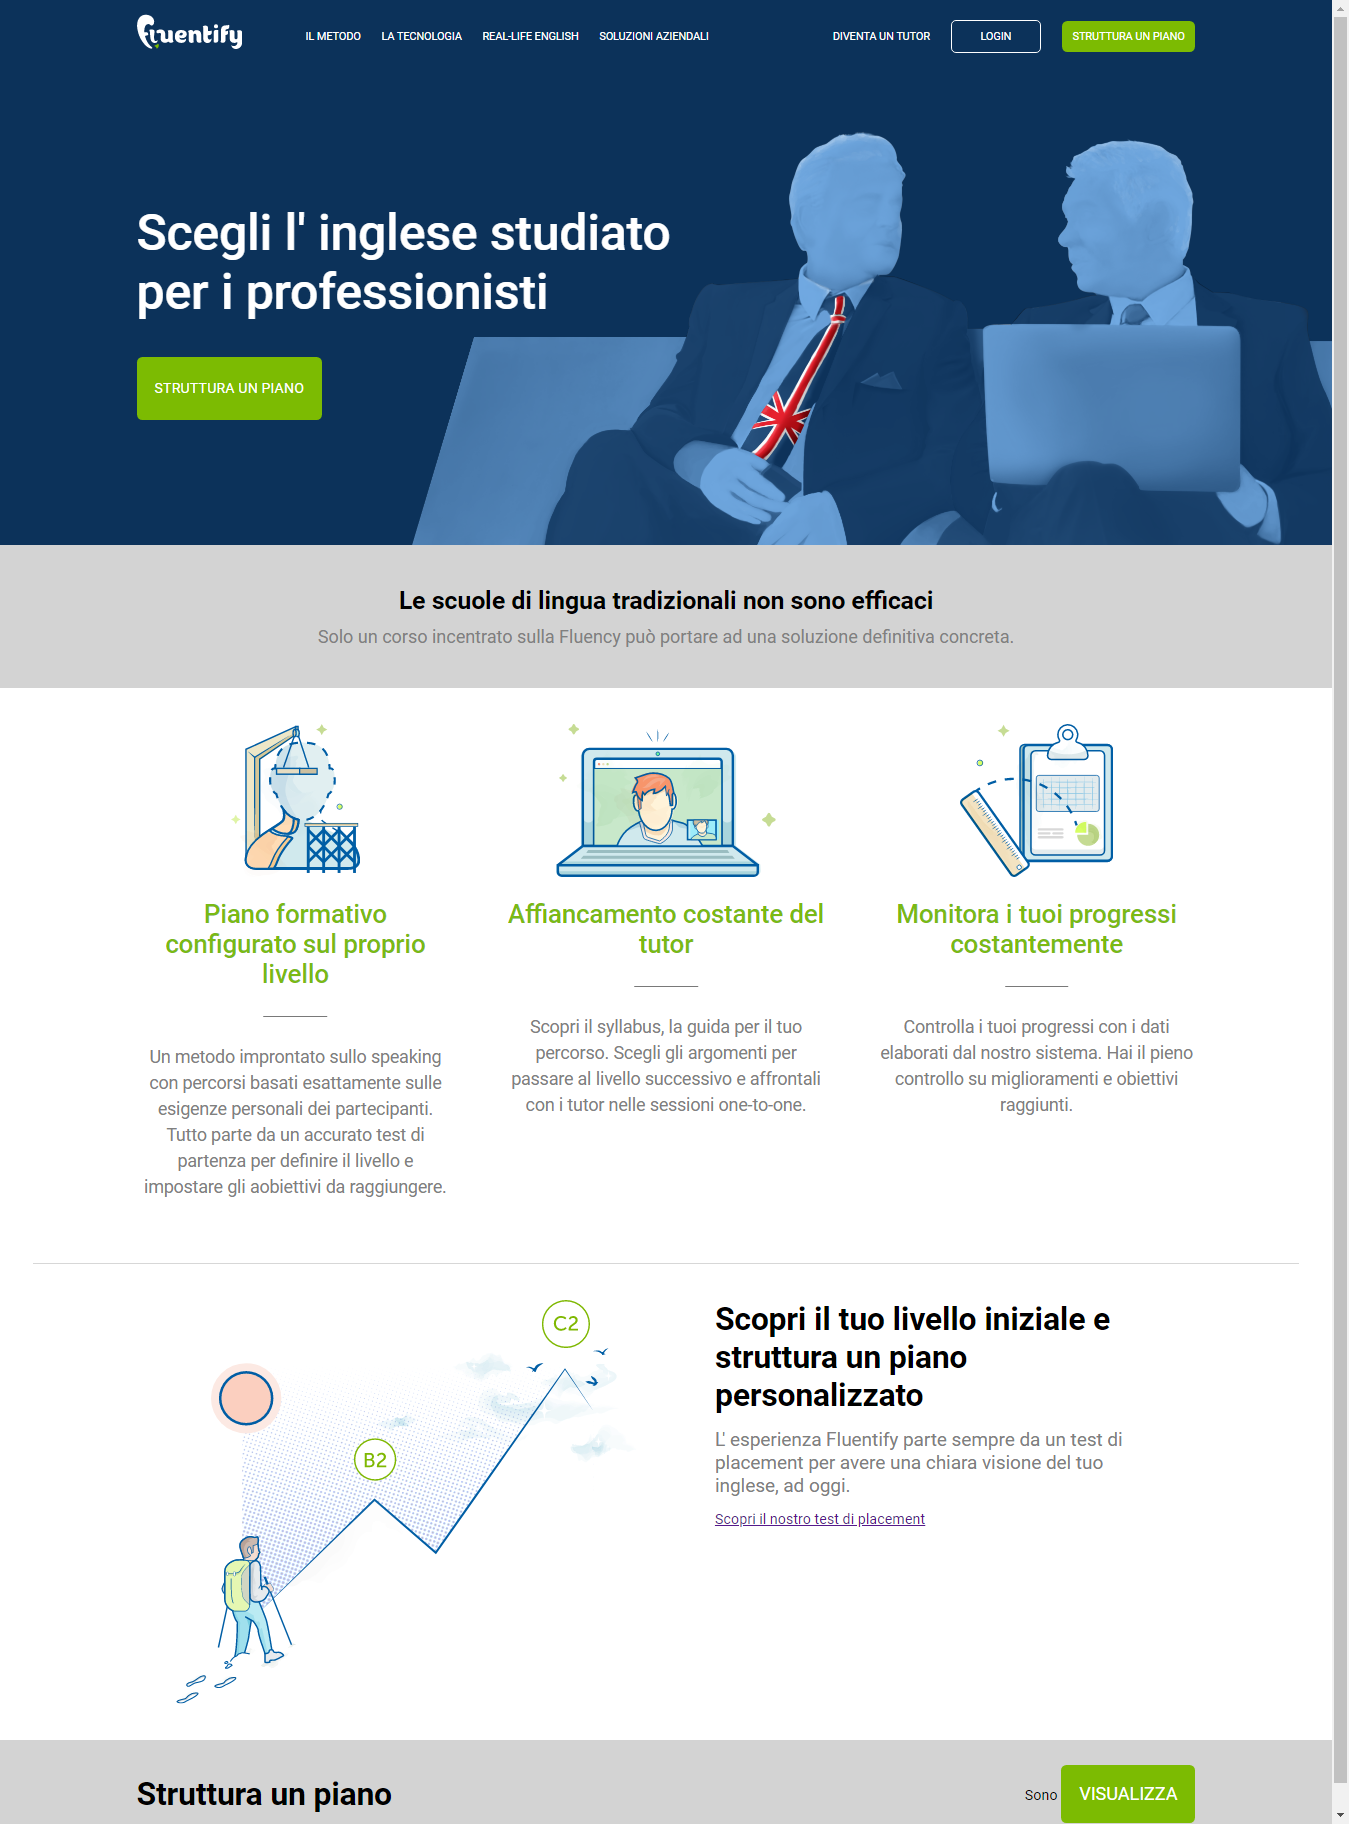 fluentify
IL METODO
LA TECNOLOGIA
REAL-LIFE ENGLISH
SOLUZIONI AZIENDALI
DIVENTA UN TUTOR
LOGIN
STRUTTURA UN PIANO
Scegli l' inglese studiato
per i professionisti
STRUTTURA UN PIANO
Le scuole di lingua tradizionali non sono efficaci
Solo un corso incentrato sulla Fluency può portare ad una soluzione definitiva concreta.
Piano formativo
configurato sul proprio
livello
Un metodo improntato sullo speaking
con percorsi basati esattamente sulle
esigenze personali dei partecipanti.
Tutto parte da un accurato test di
partenza per definire il livello e
impostare gli aobiettivi da raggiungere.
Affiancamento costante del
tutor
Scopri il syllabus, la guida per il tuo
percorso. Scegli gli argomenti per
passare al livello successivo e affrontali
con i tutor nelle sessioni one-to-one.
Monitora i tuoi progressi
costantemente
Controlla i tuoi progressi con i dati
elaborati dal nostro sistema. Hai il pieno
controllo su miglioramenti e obiettivi
raggiunti.
C2
B2
Scopri il tuo livello iniziale e
struttura un piano
personalizzato
L' esperienza Fluentify parte sempre da un test di
placement per avere una chiara visione del tuo
inglese, ad oggi.
Scopri il nostro test di placement
Struttura un piano
Sono
VISUALIZZA